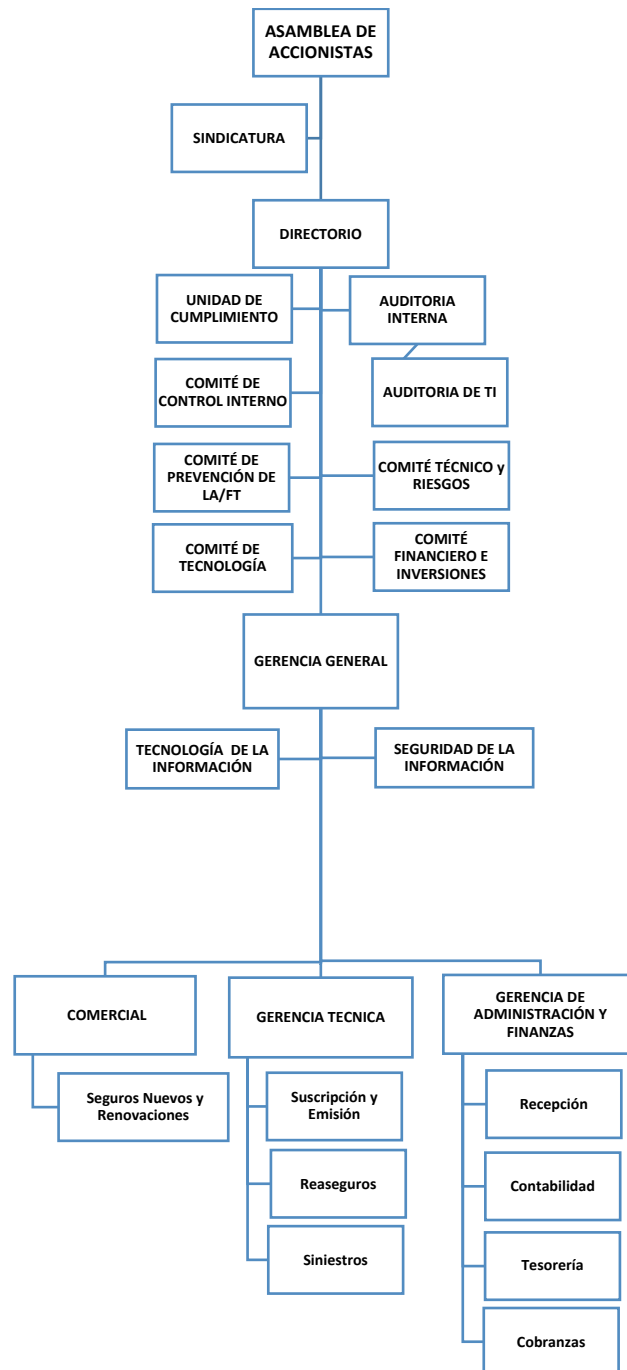 ASAMBLEA DE
ACCIONISTAS
SINDICATURA
DIRECTORIO
UNIDAD DE
CUMPLIMIENTO
AUDITORIA
INTERNA
COMITÉ DE
CONTROL INTERNO
AUDITORIA DE TI
COMITÉ DE
PREVENCIÓN DE
LA/FT
COMITÉ TÉCNICO y
RIESGOS
COMITÉ DE
TECNOLOGÍA
COMITÉ
FINANCIERO E
INVERSIONES
GERENCIA GENERAL
TECNOLOGÍA DE LA
INFORMACIÓN
SEGURIDAD DE LA
INFORMACIÓN
COMERCIAL
GERENCIA TECNICA
GERENCIA DE
ADMINISTRACIÓN Y
FINANZAS
Seguros Nuevos y
Renovaciones
Suscripción y
Emisión
Reaseguros
Siniestros
Recepción
Contabilidad
Tesorería
Cobranzas